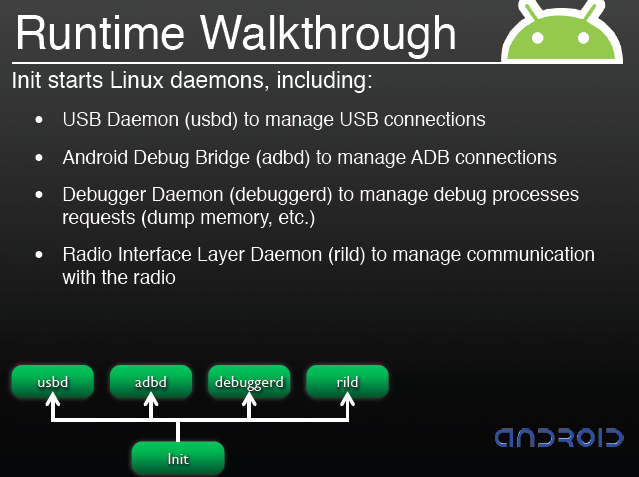 Runtime Walkthrough
Init starts Linux daemons, including:
• USB Daemon (usbd) to manage USB connections
• Android Debug Bridge (adbd) to manage ADB connections
• Debugger Daemon (debuggerd) to manage debug processes
requests (dump memory, etc.)
• Radio Interface Layer Daemon (rild) to manage communication
with the radio
usbd adbd debuggerd rild
Init
ANDROID